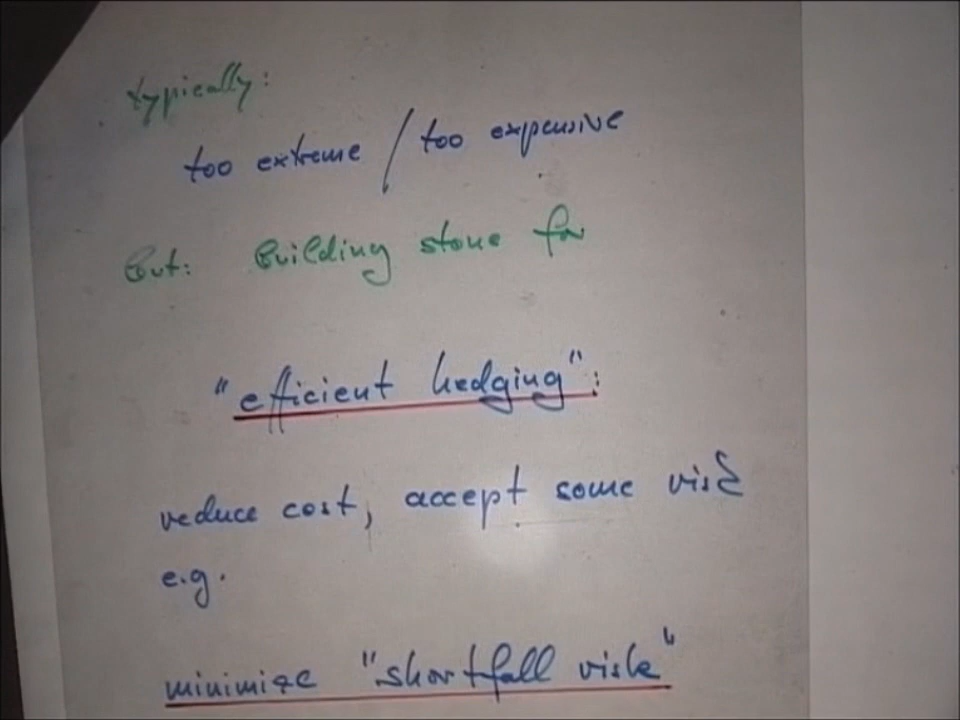 typically:
too extreme / too expensive
but: building stone for
"efficient hedging":
reduce cost, accept some risk
e.g.
minimize "shortfall risk"